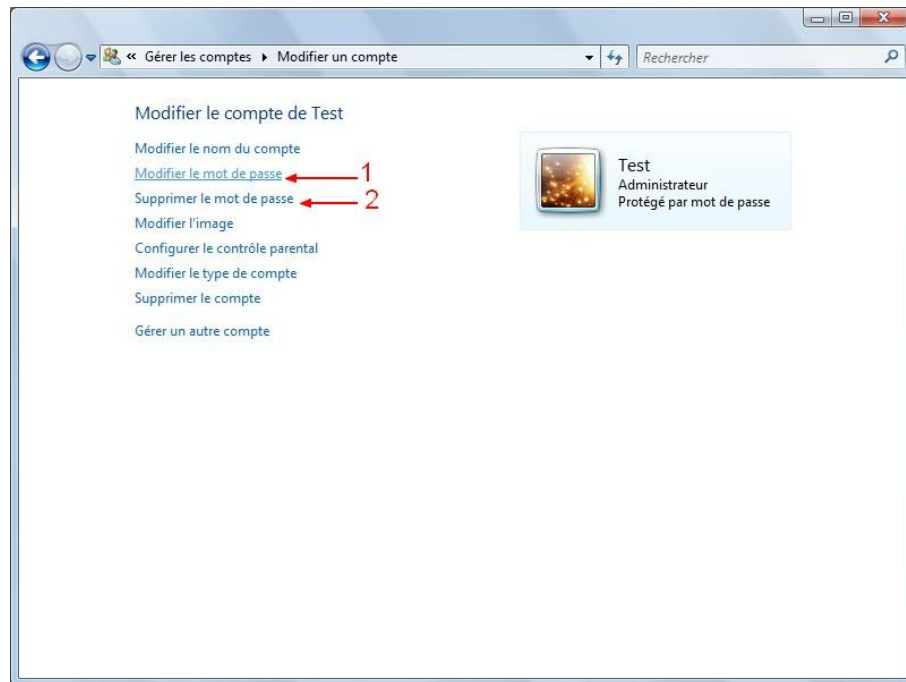 « Gérer les comptes ▸ Modifier un compte
Rechercher
Modifier le compte de Test
Modifier le nom du compte
Modifier le mot de passe 1
Supprimer le mot de passe 2
Modifier l'image
Configurer le contrôle parental
Modifier le type de compte
Supprimer le compte
Gérer un autre compte
Test
Administrateur
Protégé par mot de passe